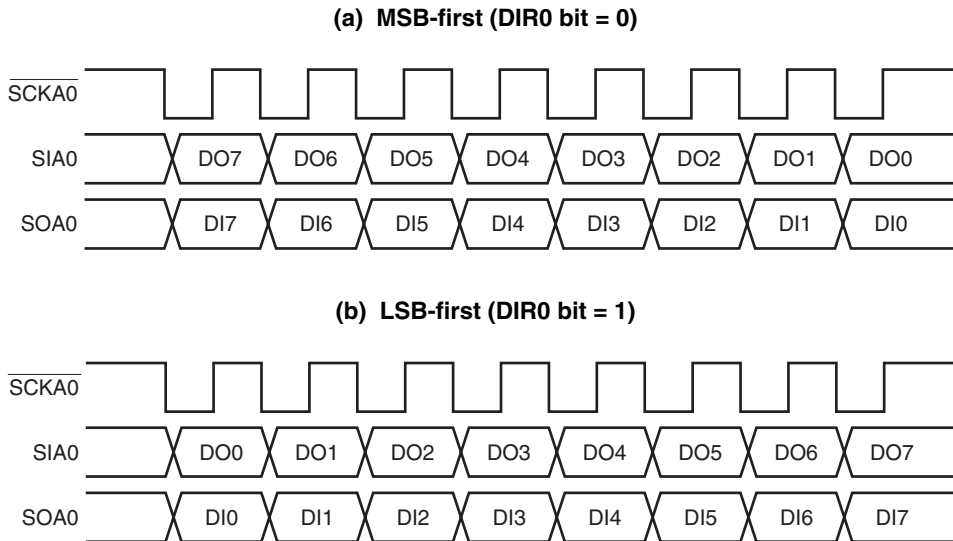 (a) MSB-first (DIR0 bit = 0)
SCKA0
SIA0 DO7 DO6 DO5 DO4 DO3 DO2 DO1 DO0
SOA0 DI7 DI6 DI5 DI4 DI3 DI2 DI1 DI0
(b) LSB-first (DIR0 bit = 1)
SCKA0
SIA0 DO0 DO1 DO2 DO3 DO4 DO5 DO6 DO7
SOA0 DI0 DI1 DI2 DI3 DI4 DI5 DI6 DI7